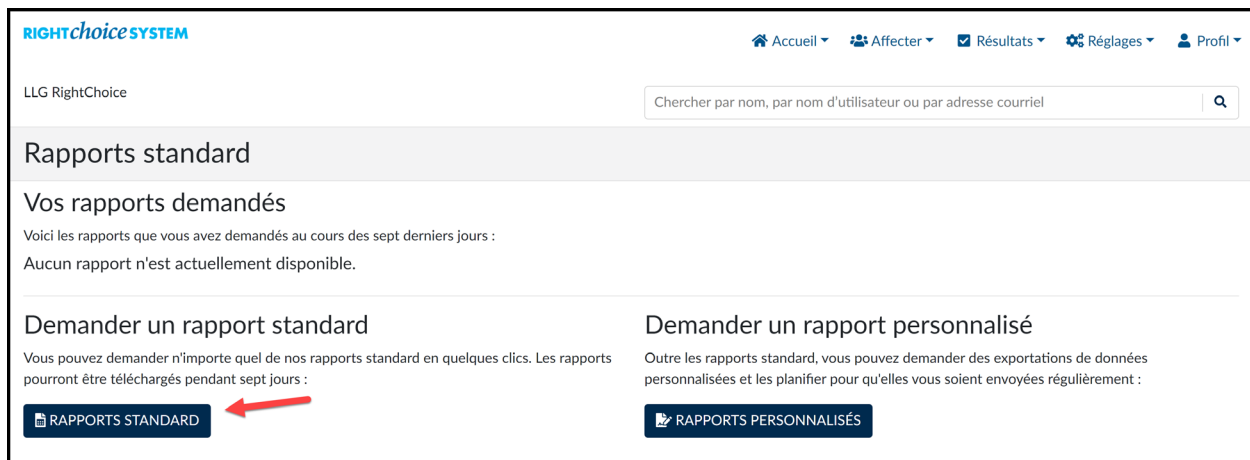 RIGHTchoice SYSTEM
Accueil Affecter Résultats Réglages Profil
LLG RightChoice
Chercher par nom, par nom d'utilisateur ou par adresse courriel
Rapports standard
Vos rapports demandés
Voici les rapports que vous avez demandés au cours des sept derniers jours :
Aucun rapport n'est actuellement disponible.
Demander un rapport standard
Vous pouvez demander n'importe quel de nos rapports standard en quelques clics. Les rapports
pourront être téléchargés pendant sept jours :
RAPPORTS STANDARD
Demander un rapport personnalisé
Outre les rapports standard, vous pouvez demander des exportations de données
personnalisées et les planifier pour qu'elles vous soient envoyées régulièrement :
RAPPORTS PERSONNALISÉS